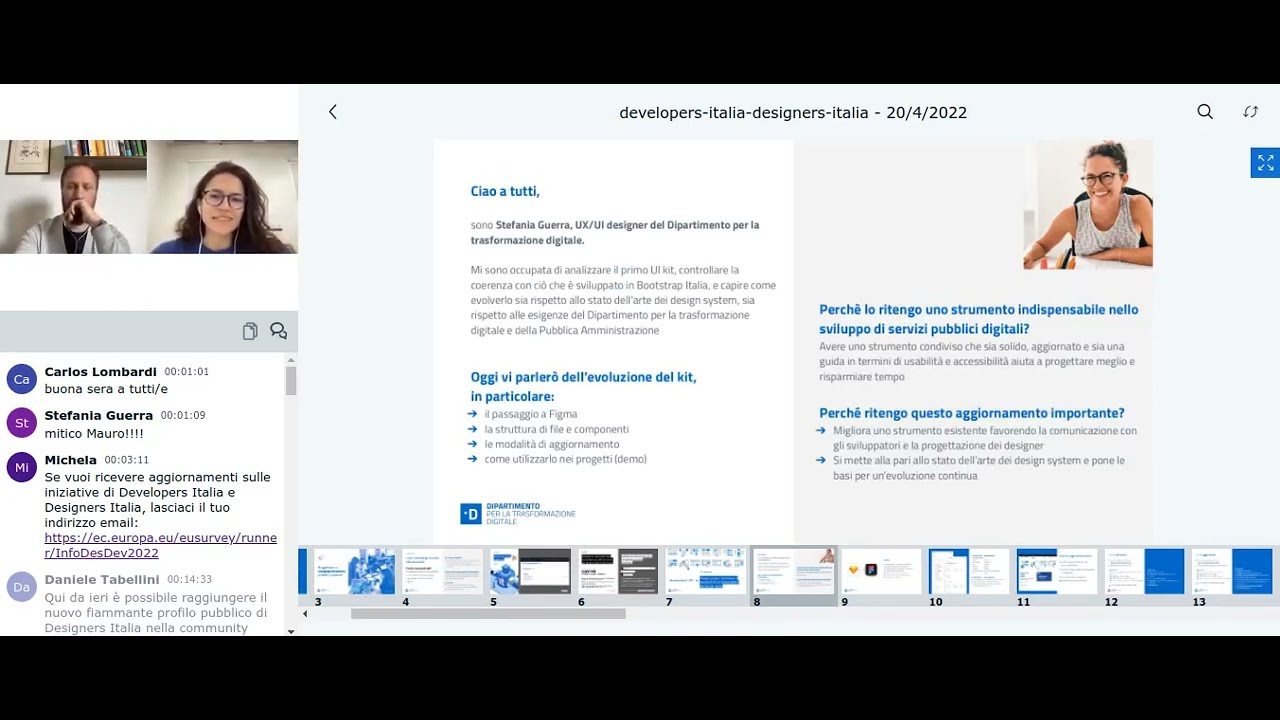 developers-italia-designers-italia - 20/4/2022
Ca
Carlos Lombardi 00:01:01
buona sera a tutti/e
St
Stefania Guerra 00:01:09
mitico Mauro!!!!
Mi
Michela 00:03:11
Se vuoi ricevere aggiornamenti sulle
iniziative di Developers Italia e
Designers Italia, lasciaci il tuo
indirizzo email:
https://ec.europa.eu/eusurvey/runne
r/InfoDesDev2022
Da
Daniele Tabellini 00:14:33
Qui da ieri è possibile raggiungere il
nuovo fiammante profilo pubblico di
Designers Italia nella community
Ciao a tutti,
sono Stefania Guerra, UX/UI designer del Dipartimento per la
trasformazione digitale.
Mi sono occupata di analizzare il primo UI kit, controllare la
coerenza con ciò che è sviluppato in Bootstrap Italia, e capire come
evolverlo sia rispetto allo stato dell'arte dei design system, sia
rispetto alle esigenze del Dipartimento per la trasformazione
digitale e della Pubblica Amministrazione
Oggi vi parlerò dell'evoluzione del kit,
in particolare:
il passaggio a Figma
la struttura di file e componenti
le modalità di aggiornamento
come utilizzarlo nei progetti (demo)
D
DIPARTIMENTO
PER LA TRASFORMAZIONE
DIGITALE
Perchè lo ritengo uno strumento indispensabile nello
sviluppo di servizi pubblici digitali?
Avere uno strumento condiviso che sia solido, aggiornato e sia una
guida in termini di usabilità e accessibilità aiuta a progettare meglio e
risparmiare tempo
Perché ritengo questo aggiornamento importante?
Migliora uno strumento esistente favorendo la comunicazione con
gli sviluppatori e la progettazione dei designer
Si mette alla pari allo stato dell'arte dei design system e pone le
basi per un'evoluzione continua
3 4 5 6 7 8 9 10 11 12 13